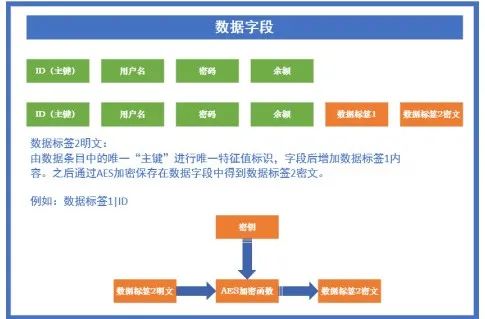 数据字段
ID（主键） 用户名 密码 余额
ID（主键） 用户名 密码 余额 数据标签1 数据标签2密文
数据标签2明文：
由数据条目中的唯一“主键”进行唯一特征值标识，字段后增加数据标签1内
容。之后通过AES加密保存在数据字段中得到数据标签2密文。
例如：数据标签1|ID
密钥
数据标签2明文 AES加密函数 数据标签2密文